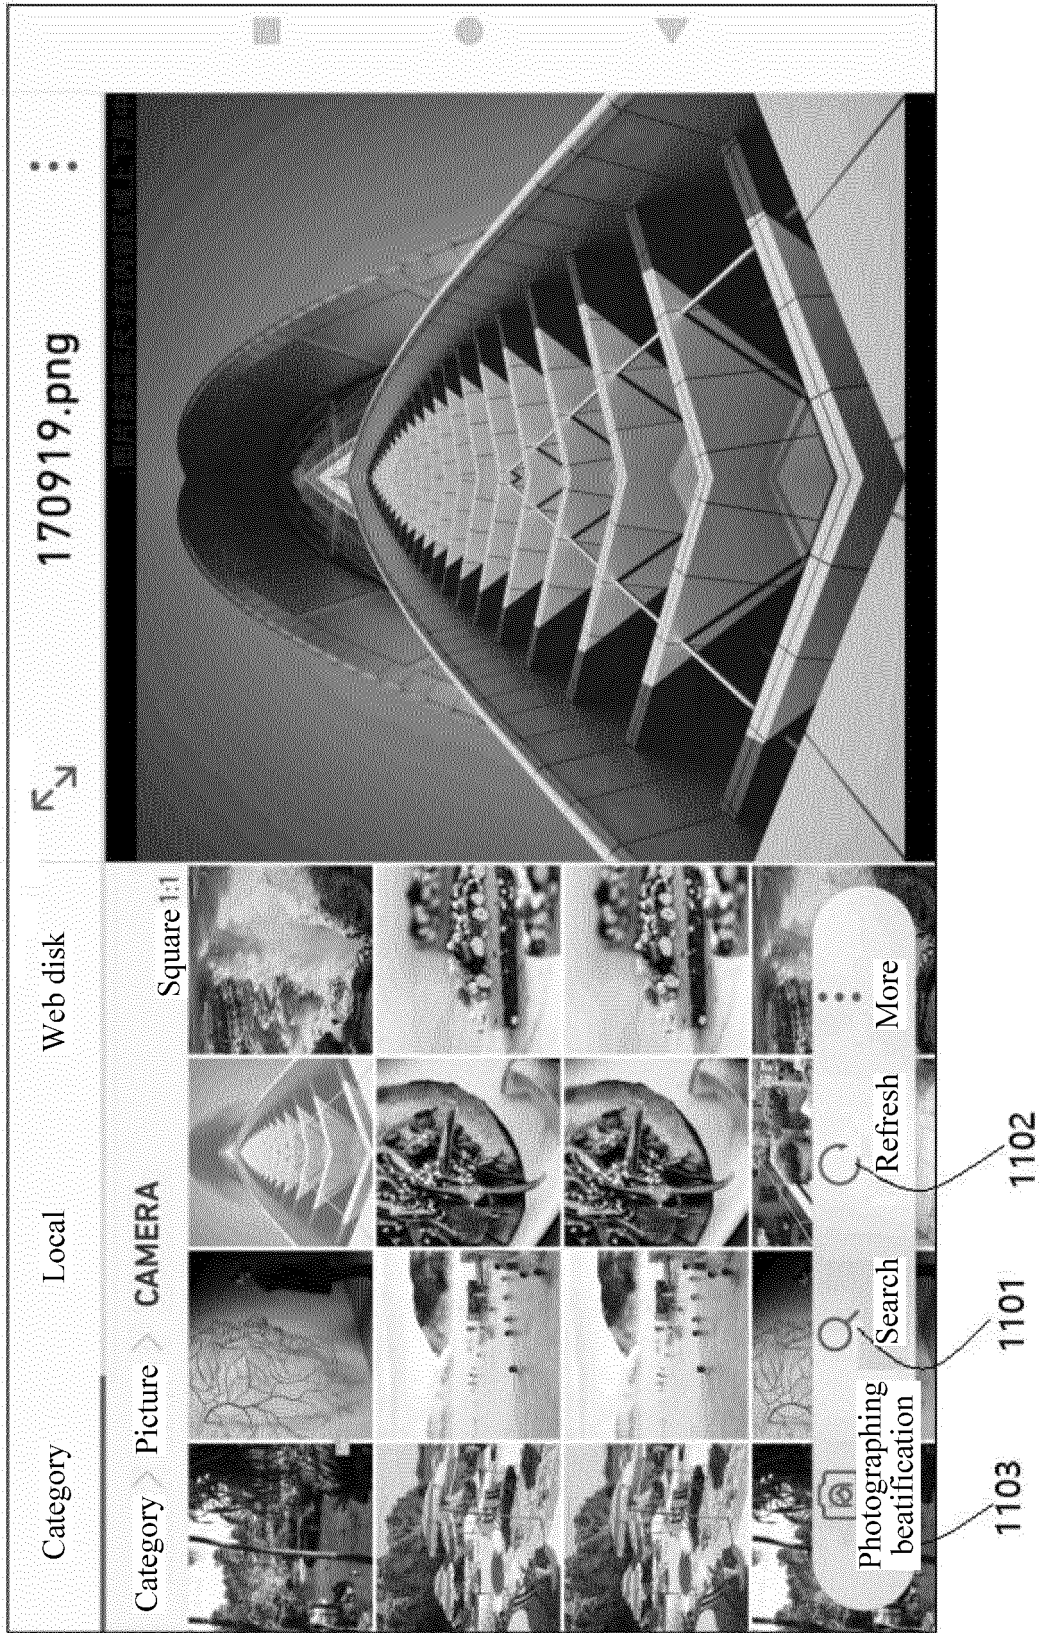 Category
Local
Web disk
170919.png
Category > Picture > CAMERA
Square 1:1
Photographing
beatification
Search
Refresh
More
1103
1101
1102